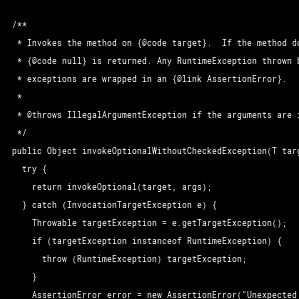 /**
* Invokes the method on {@code target}. If the method do
* {@code null} is returned. Any RuntimeException thrown
* exceptions are wrapped in an {@link AssertionError}.
*
* @throws IllegalArgumentException if the arguments are
*/
public Object invokeOptionalWithoutCheckedException(T targ
try {
return invokeOptional(target, args);
} catch (InvocationTargetException e) {
Throwable targetException = e.getTargetException();
if (targetException instanceof RuntimeException) {
throw (RuntimeException) targetException;
}
AssertionError error = new AssertionError("Unexpected